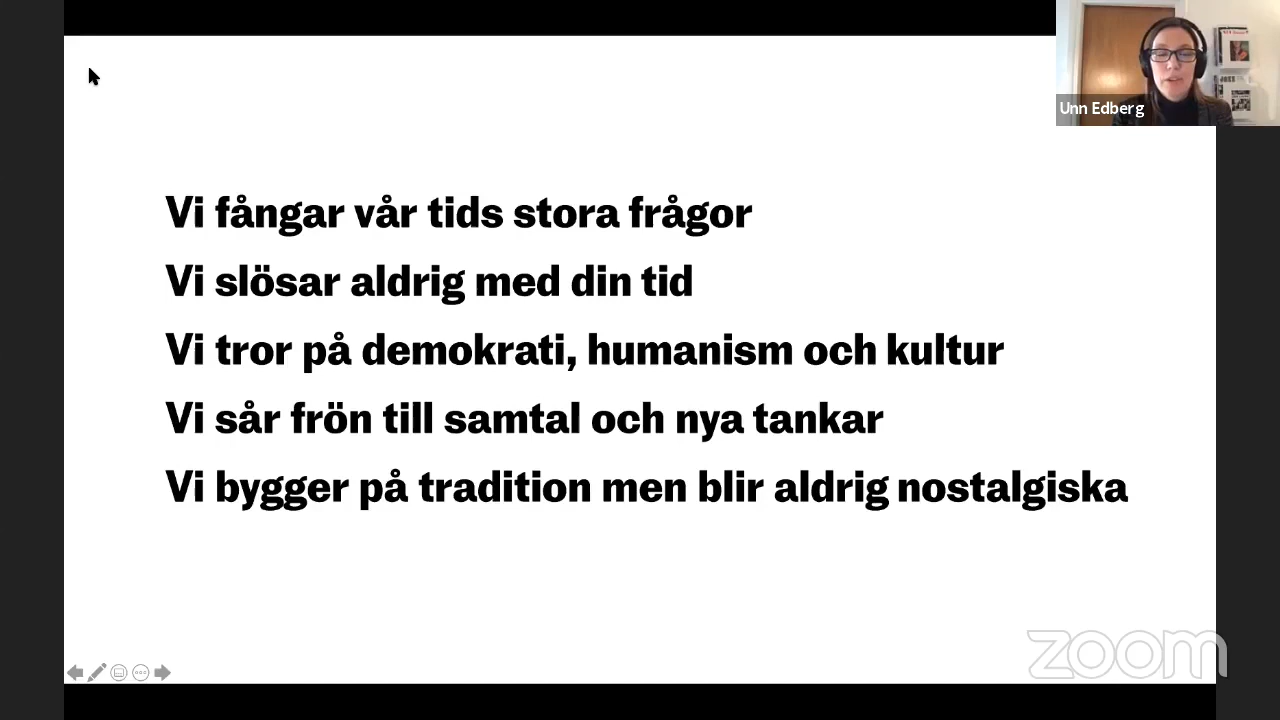 Unn Edberg
Vi fångar vår tids stora frågor
Vi slösar aldrig med din tid
Vi tror på demokrati, humanism och kultur
Vi sår frön till samtal och nya tankar
Vi bygger på tradition men blir aldrig nostalgiska
zoom